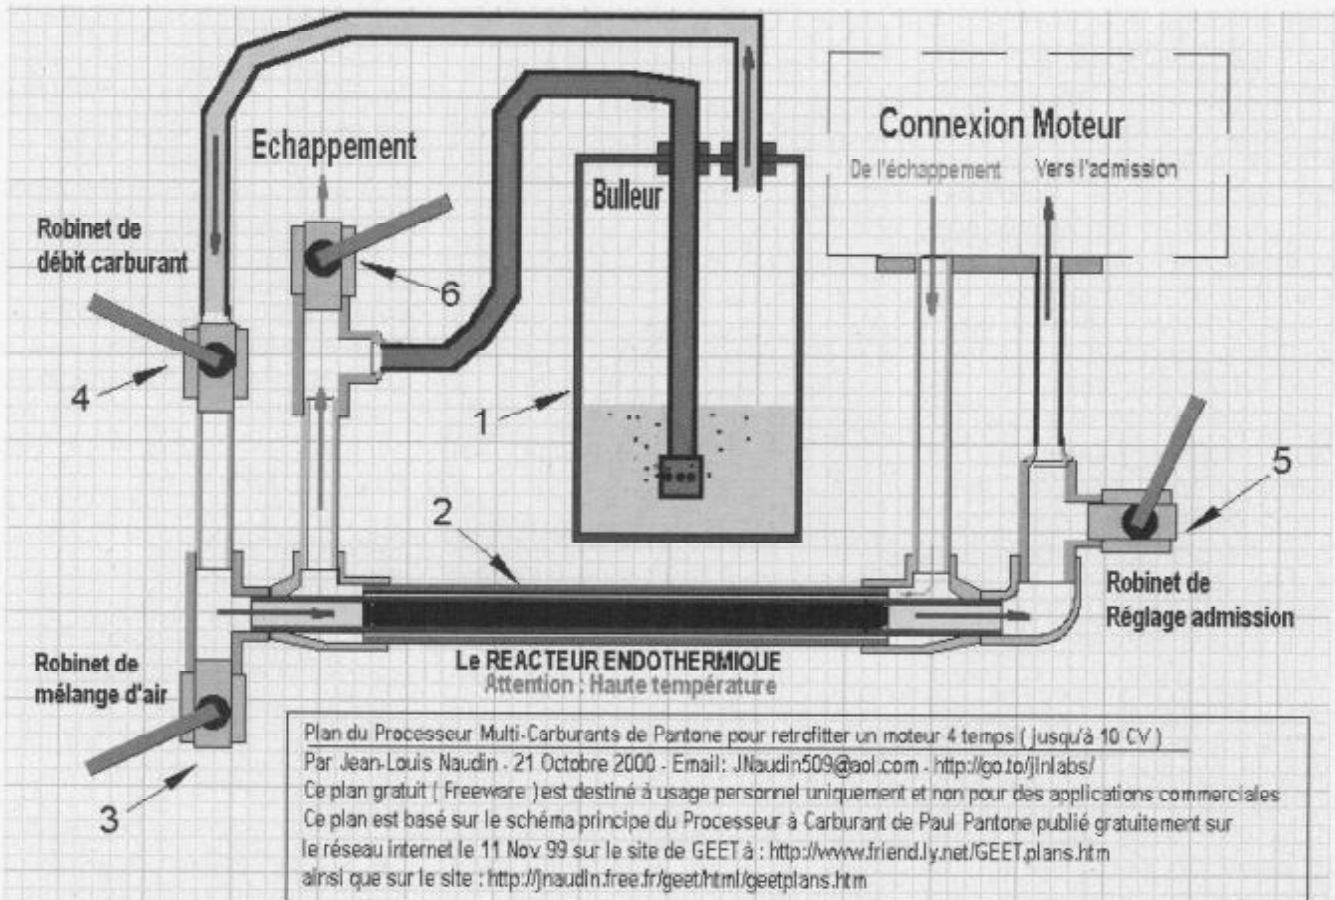 Connexion Moteur
De l'échappement Vers l'admission
Echappement
Bulleur
Robinet de
débit carburant
6
4
1
5
2
Robinet de
Réglage admission
Le REACTEUR ENDOTHERMIQUE
Attention : Haute température
Robinet de
mélange d'air
3
Plan du Processeur Multi-Carburants de Pantone pour retrofitter un moteur 4 temps ( jusqu'à 10 CV )
Par Jean-Louis Naudin - 21 Octobre 2000 - Email: JNaudin509@aol.com - http://go.to/jlnlabs/
Ce plan gratuit ( Freeware ) est destiné à usage personnel uniquement et non pour des applications commerciales
Ce plan est basé sur le schéma principe du Processeur à Carburant de Paul Pantone publié gratuitement sur
le réseau internet le 11 Nov 99 sur le site de GEET à : http://www.friend.ly.net/GEET.plans.htm
ainsi que sur le site : http://jnaudin.free.fr/geet/html/geetplans.htm